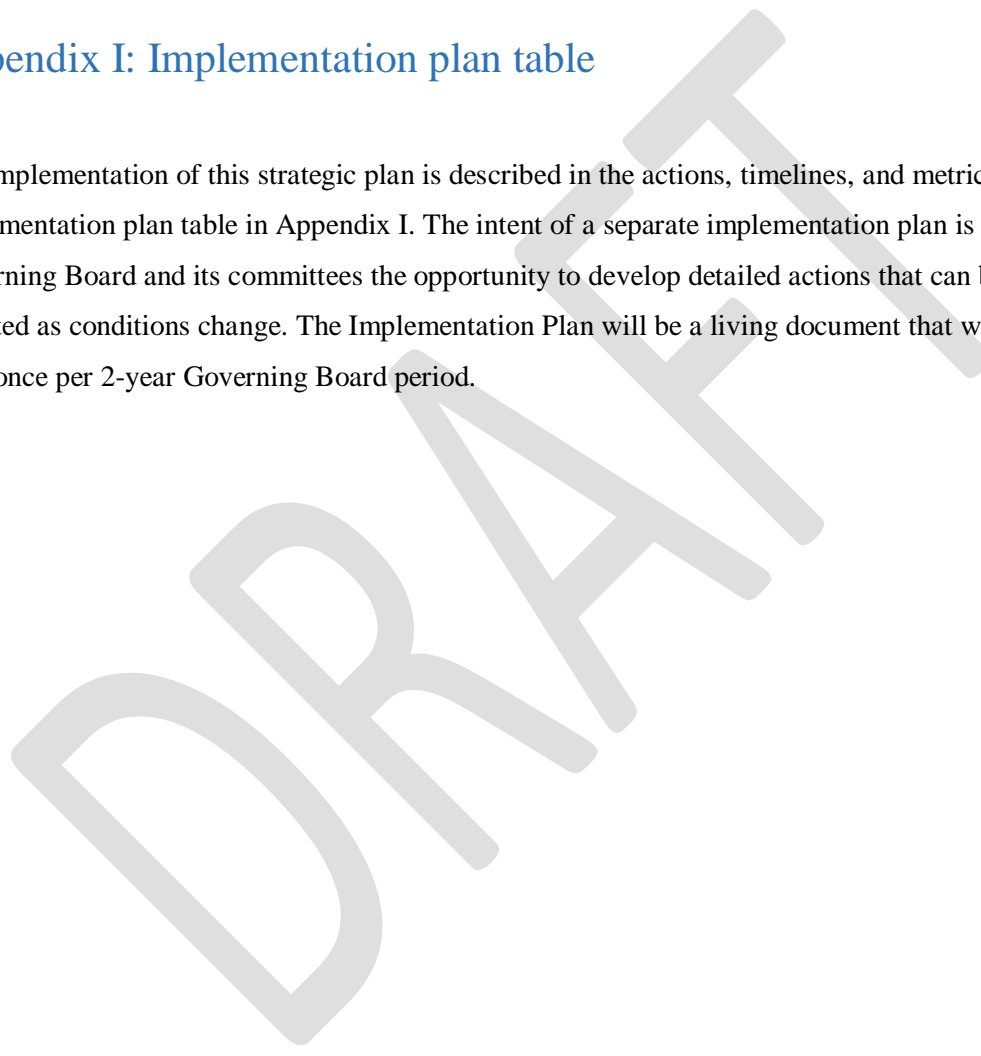 pendix I: Implementation plan table
mplementation of this strategic plan is described in the actions, timelines, and metric
mentation plan table in Appendix I. The intent of a separate implementation plan is
rning Board and its committees the opportunity to develop detailed actions that can b
ted as conditions change. The Implementation Plan will be a living document that w
once per 2-year Governing Board period.
DRAFT